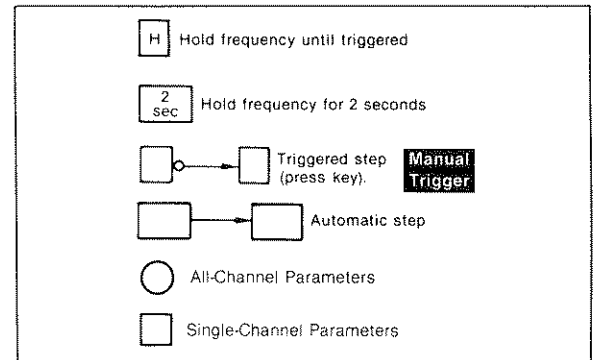 H Hold frequency until triggered
2
sec Hold frequency for 2 seconds
Triggered step
(press key).
Manual
Trigger
Automatic step
All-Channel Parameters
Single-Channel Parameters